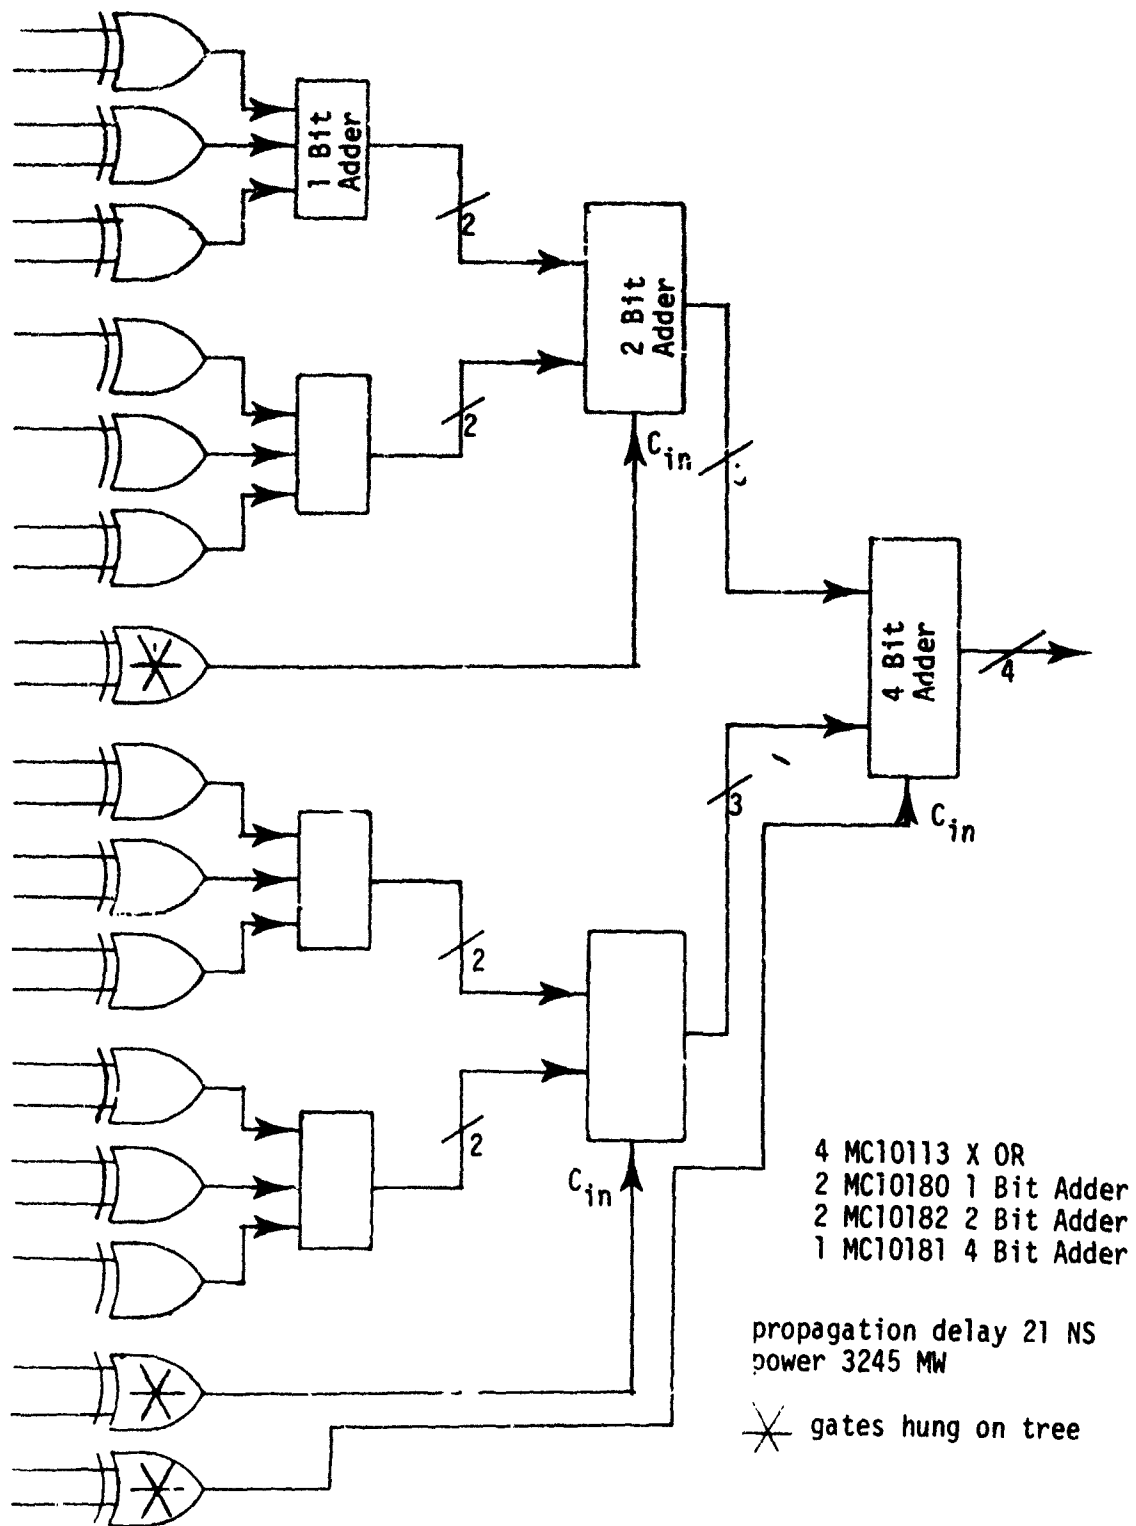 1 Bit
Adder
2
2 Bit
Adder
2
C in
4 Bit
Adder
4
3
C in
2
2
C in
4 MC10113 X OR
2 MC10180 1 Bit Adder
2 MC10182 2 Bit Adder
1 MC10181 4 Bit Adder
propagation delay 21 NS
power 3245 MW
gates hung on tree